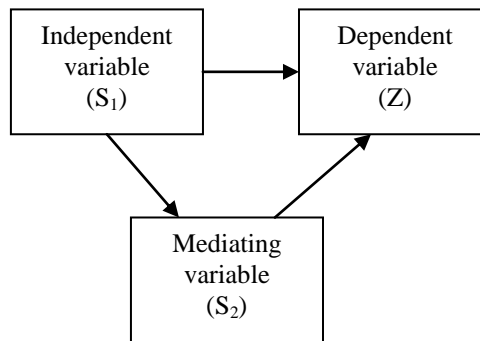 Independent
variable
(S₁)
Dependent
variable
(Z)
Mediating
variable
(S₂)